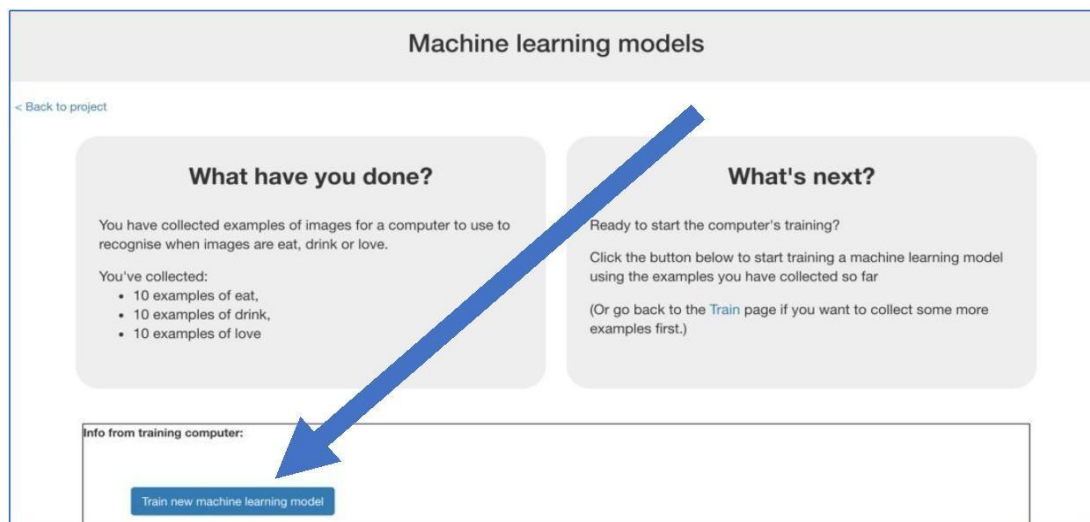 Machine learning models
< Back to project
What have you done?
You have collected examples of images for a computer to use to
recognise when images are eat, drink or love.
You've collected:
• 10 examples of eat,
• 10 examples of drink,
• 10 examples of love
What's next?
Ready to start the computer's training?
Click the button below to start training a machine learning model
using the examples you have collected so far
(Or go back to the Train page if you want to collect some more
examples first.)
Info from training computer:
Train new machine learning model